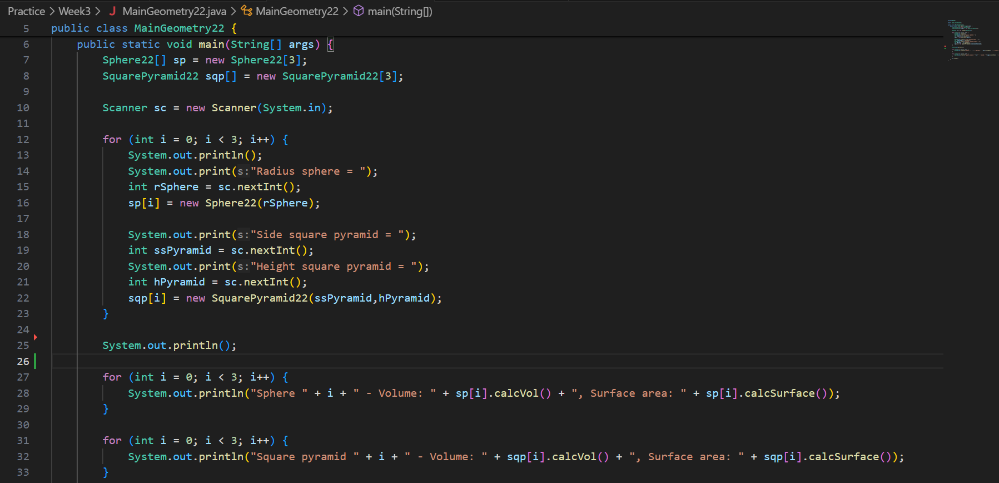 Practice > Week3 > J MainGeometry22.java > MainGeometry22 > main(String[])
5 public class MainGeometry22 {
6     public static void main(String[] args) {
7         Sphere22[] sp = new Sphere22[3];
8         SquarePyramid22 sqp[] = new SquarePyramid22[3];
9
10         Scanner sc = new Scanner(System.in);
11
12         for (int i = 0; i < 3; i++) {
13             System.out.println();
14             System.out.print(s:"Radius sphere = ");
15             int rSphere = sc.nextInt();
16             sp[i] = new Sphere22(rSphere);
17
18             System.out.print(s:"Side square pyramid = ");
19             int ssPyramid = sc.nextInt();
20             System.out.print(s:"Height square pyramid = ");
21             int hPyramid = sc.nextInt();
22             sqp[i] = new SquarePyramid22(ssPyramid,hPyramid);
23         }
24
25         System.out.println();
26
27         for (int i = 0; i < 3; i++) {
28             System.out.println("Sphere " + i + " - Volume: " + sp[i].calcVol() + ", Surface area: " + sp[i].calcSurface());
29         }
30
31         for (int i = 0; i < 3; i++) {
32             System.out.println("Square pyramid " + i + " - Volume: " + sqp[i].calcVol() + ", Surface area: " + sqp[i].calcSurface());
33         }